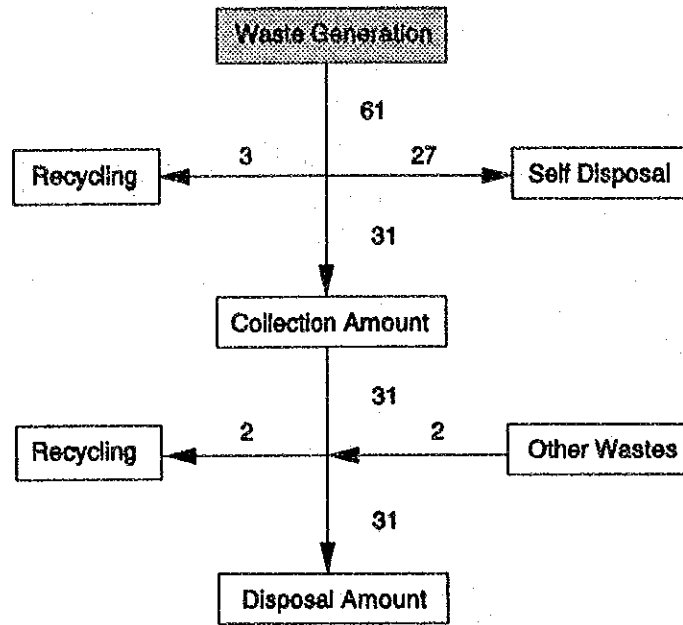 Waste Generation
61
3
27
Recycling
Self Disposal
31
Collection Amount
31
2
2
Recycling
Other Wastes
31
Disposal Amount